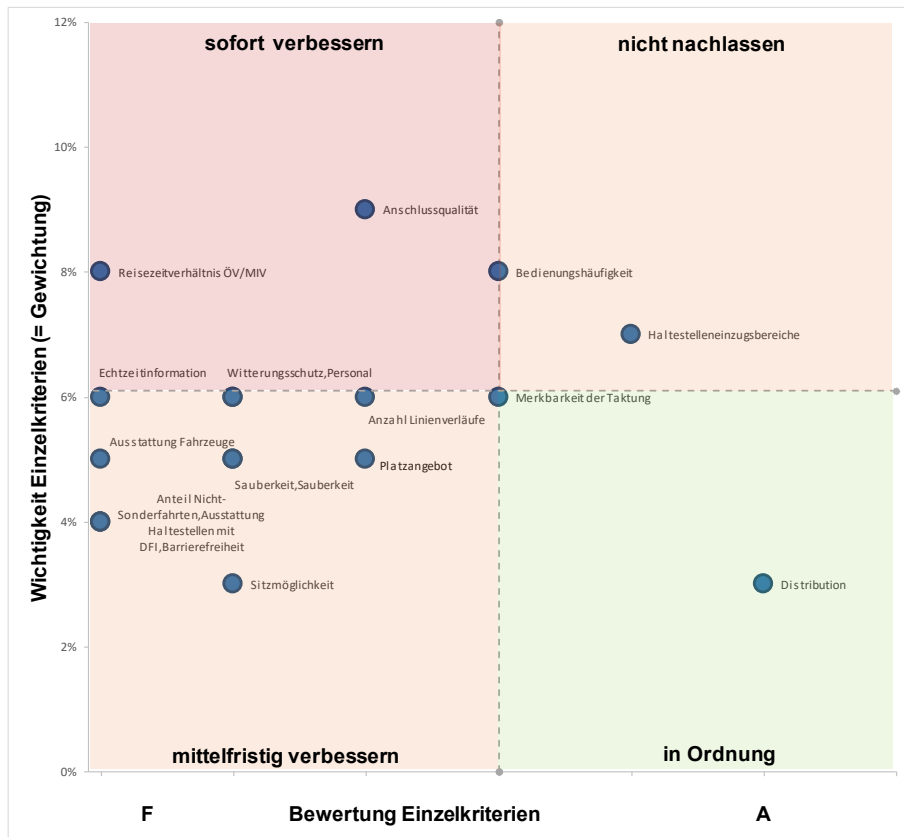 sofort verbessern
nicht nachlassen
12%
10%
8%
6%
4%
2%
0%
Wichtigkeit Einzelkriterien (= Gewichtung)
Anschlussqualität
Reisezeitverhältnis ÖV/MIV
Bedienungshäufigkeit
Haltestelleneinzugsbereiche
Echtzeitinformation
Witterungsschutz,Personal
Merkbarkeit der Taktung
Anzahl Linienverläufe
Ausstattung Fahrzeuge
Platzangebot
Sauberkeit,Sauberkeit
Anteil Nicht-
Sonderfahrten,Ausstattung
Haltestellen mit
DFI,Barrierefreiheit
Sitzmöglichkeit
Distribution
mittelfristig verbessern
in Ordnung
F
Bewertung Einzelkriterien
A